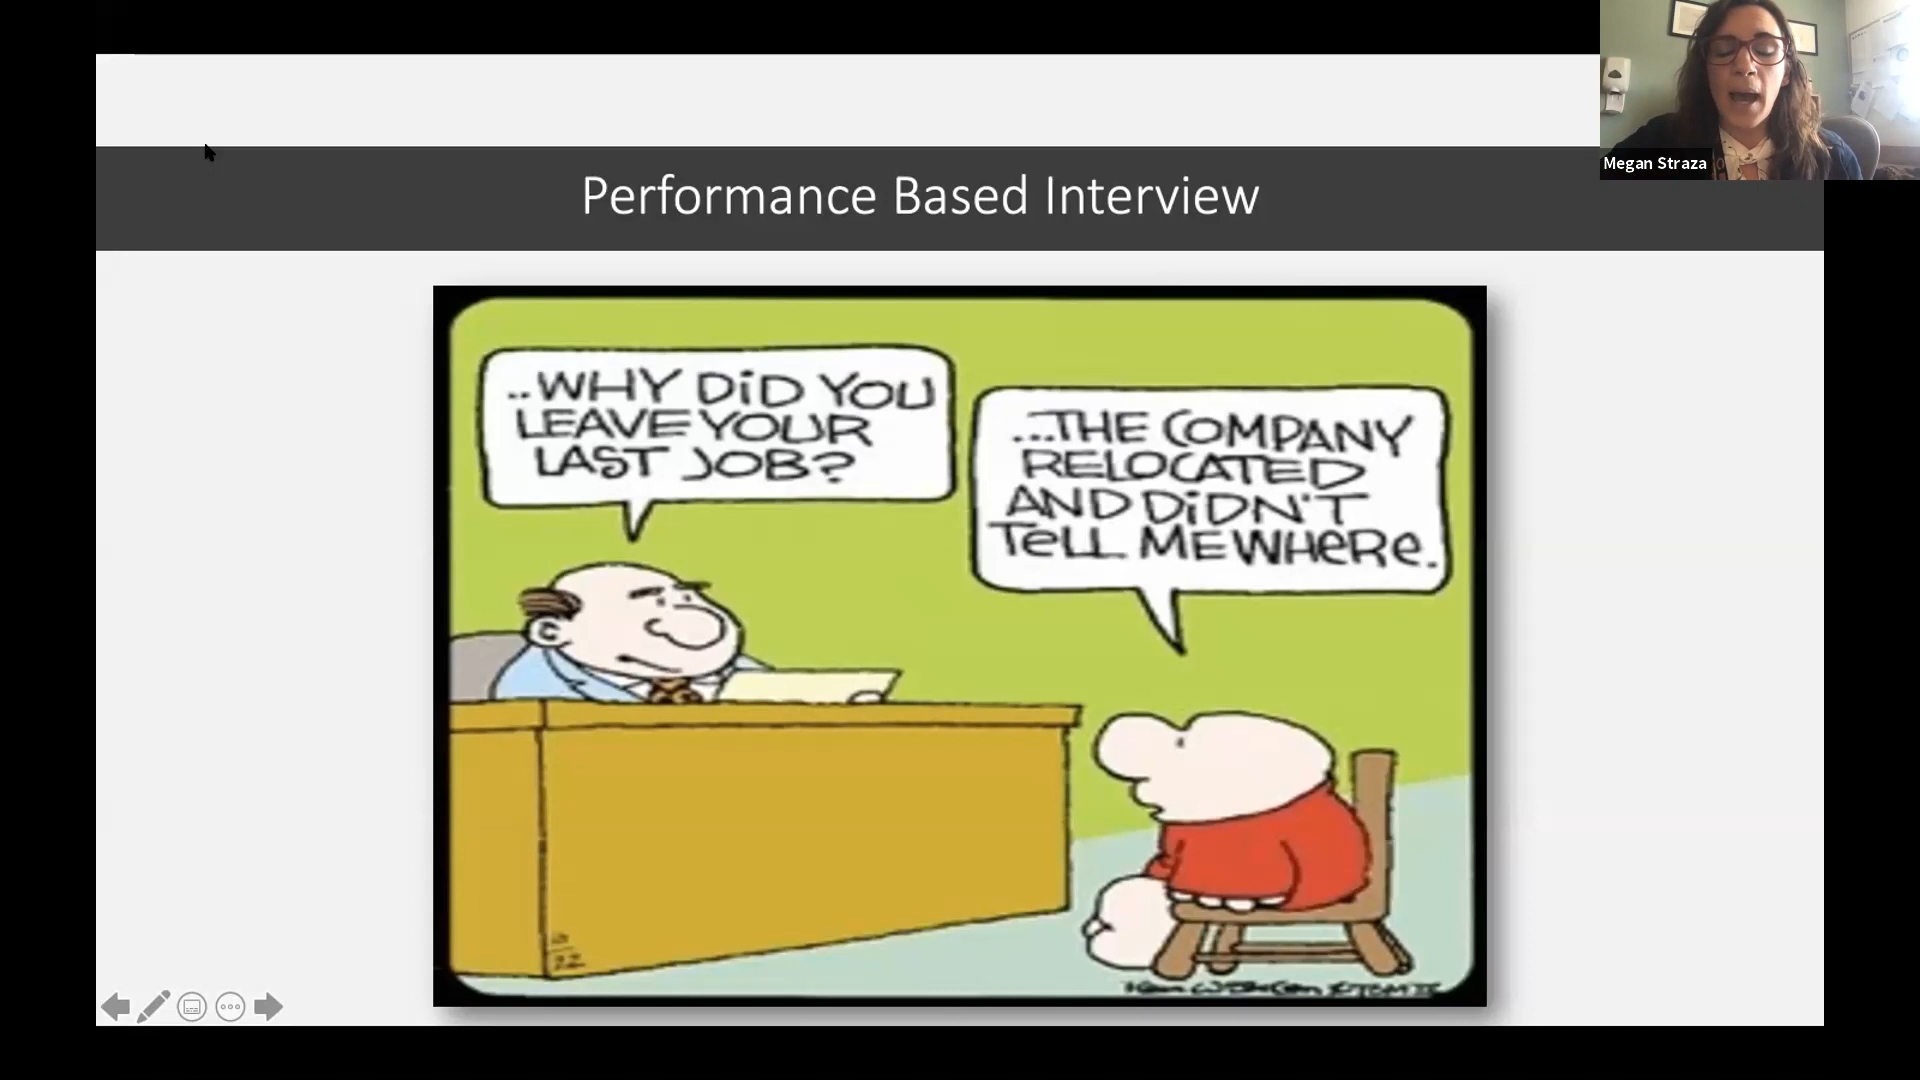 Megan Straza
Performance Based Interview
..WHY DiD YOU
LEAVE YOUR
LAST JOB?
...THE COMPANY
RELOCATED
AND DiDN'T
TeLL ME WHeRe.
22